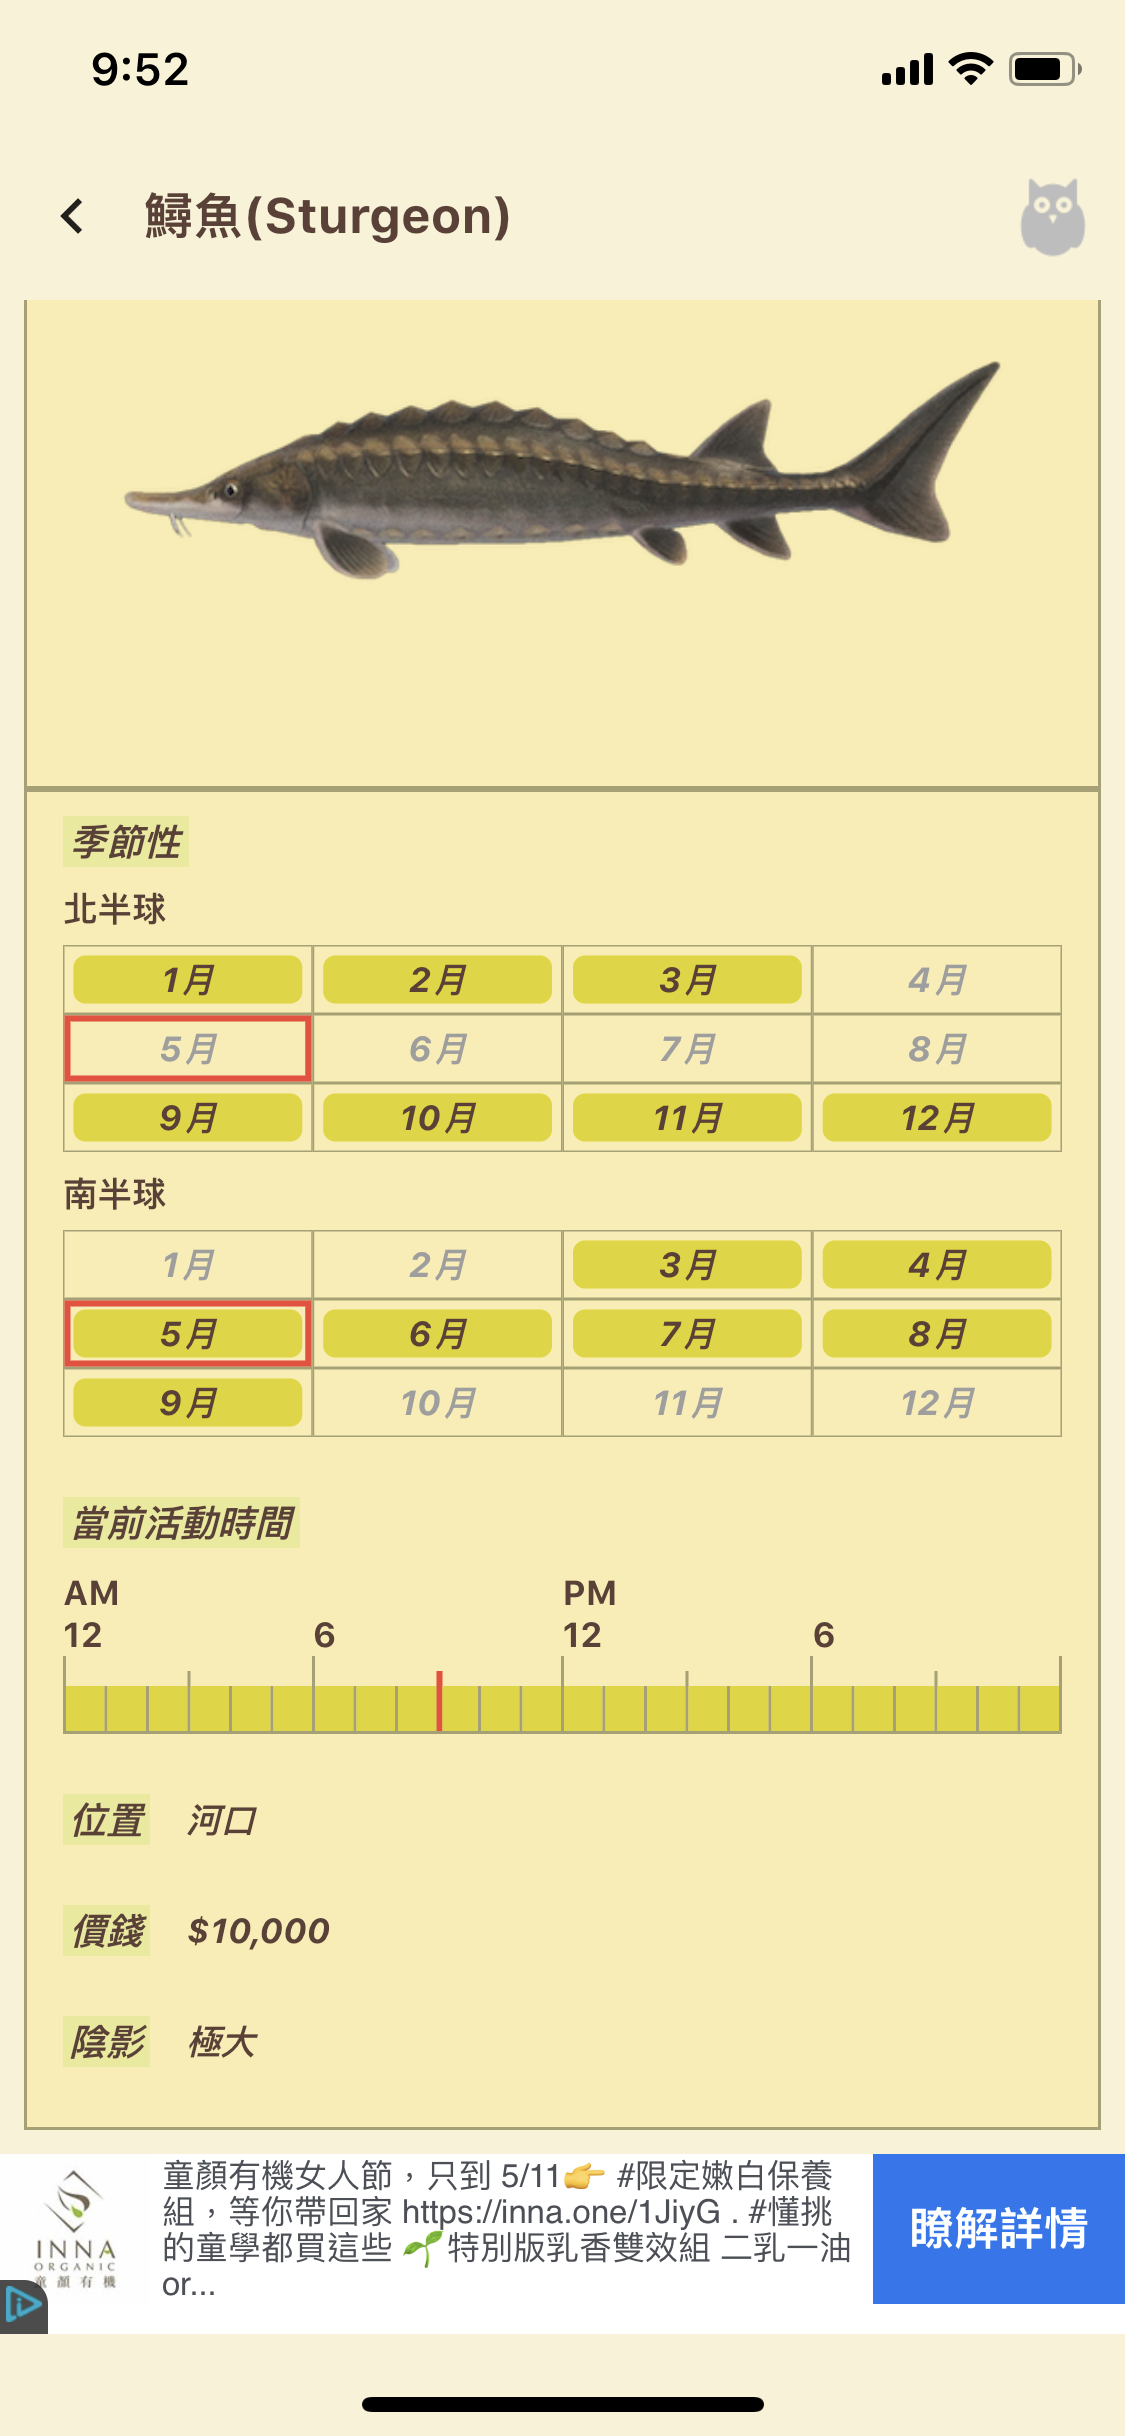 9:52
鱘魚(Sturgeon)
季節性
北半球
1月 2月 3月 4月
5月 6月 7月 8月
9月 10月 11月 12月
南半球
1月 2月 3月 4月
5月 6月 7月 8月
9月 10月 11月 12月
當前活動時間
AM PM
12 6 12 6
位置 河口
價錢 $10,000
陰影 極大
童顏有機女人節，只到 5/11👉 #限定嫩白保養
組，等你帶回家 https://inna.one/1JiyG . #懂挑
的童學都買這些 🌱特別版乳香雙效組 二乳一油
or...
INNA
ORGANIC
童顏有機
瞭解詳情